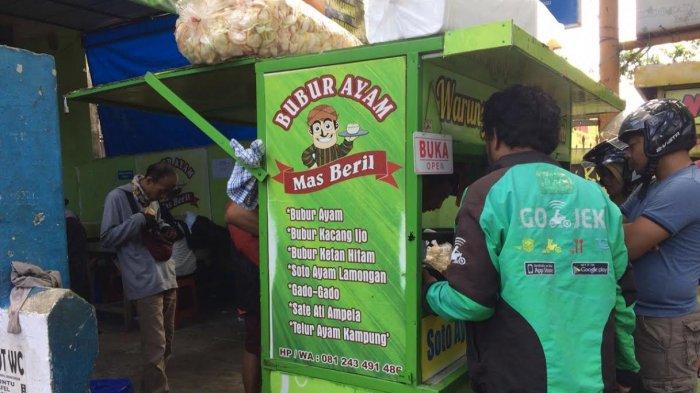 BUBUR AYAM
Mas Beril
*Bubur Ayam
*Bubur Kacang Ijo
*Bubur Ketan Hitam
*Soto Ayam Lamongan
*Gado-Gado
*Sate Ati Ampela
*Telur Ayam Kampung*
HP / WA : 081 243 491 486
Warung
BUKA
OPEN
GO JEK
App Store
Google play
Soto
WC